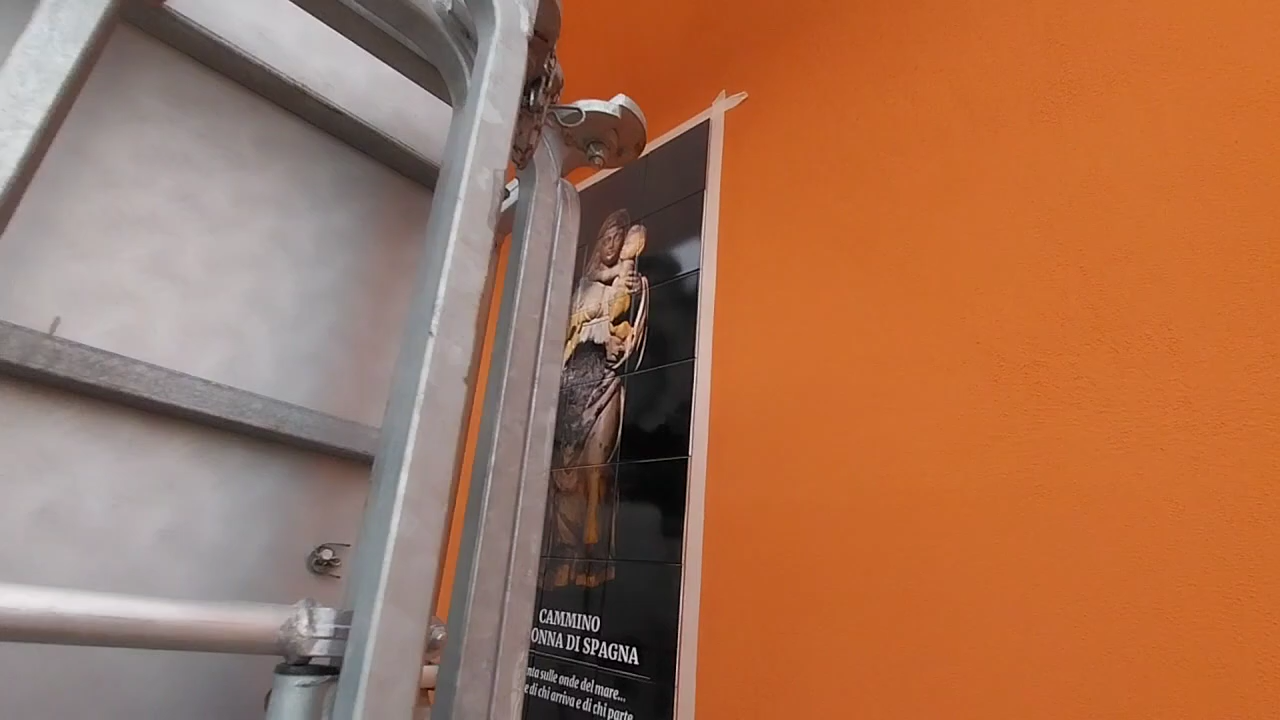 CAMMINO
ONNA DI SPAGNA
nta sulle onde del mare...
e di chi arriva e di chi parte